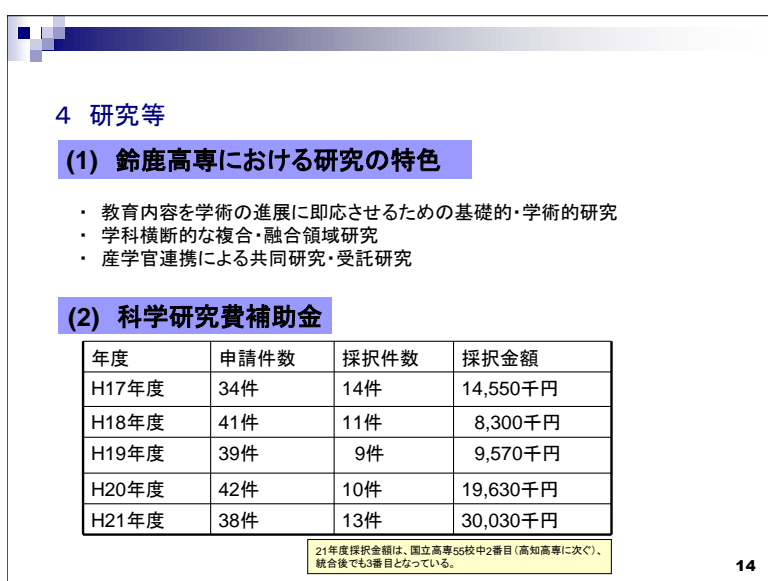 ４ 研究等
(1) 鈴鹿高専における研究の特色
・ 教育内容を学術の進展に即応させるための基礎的・学術的研究
・ 学科横断的な複合・融合領域研究
・ 産学官連携による共同研究・受託研究
(2) 科学研究費補助金
年度 申請件数 採択件数 採択金額
H17年度 34件 14件 14,550千円
H18年度 41件 11件 8,300千円
H19年度 39件 9件 9,570千円
H20年度 42件 10件 19,630千円
H21年度 38件 13件 30,030千円
21年度採択金額は、国立高専55校中2番目（高知高専に次ぐ）、
統合後でも3番目となっている。
14